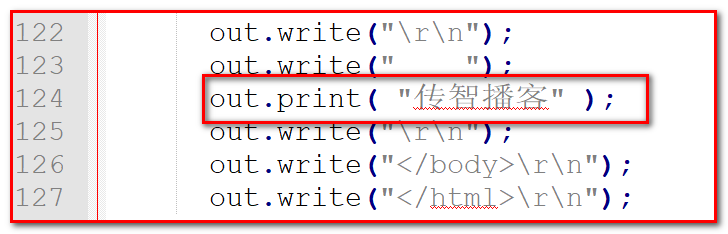 122 out.write("\r\n");
123 out.write("    ");
124 out.print( "传智播客" );
125 out.write("\r\n");
126 out.write("</body>\r\n");
127 out.write("</html>\r\n");